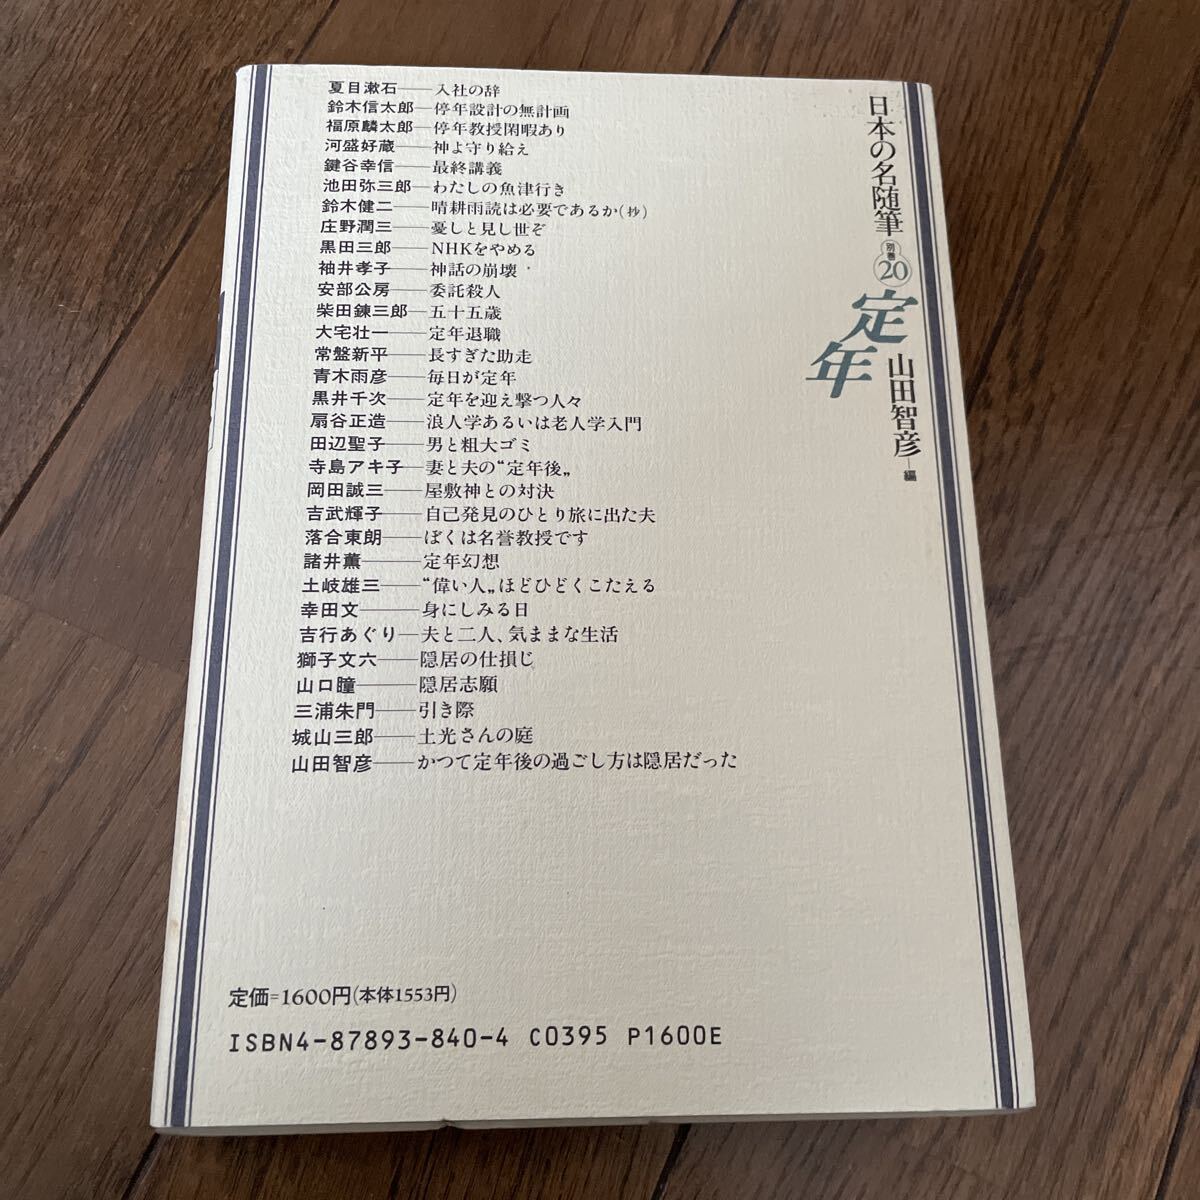 日本の名随筆 別巻20 定年 山田智彦―編
夏目漱石――入社の辞
鈴木信太郎―停年設計の無計画
福原麟太郎―停年教授閑暇あり
河盛好蔵――神よ守り給え
鍵谷幸信――最終講義
池田弥三郎―わたしの魚津行き
鈴木健二――晴耕雨読は必要であるか(抄)
庄野潤三――憂しと見し世ぞ
黒田三郎――NHKをやめる
袖井孝子――神話の崩壊
安部公房――委託殺人
柴田錬三郎―五十五歳
大宅壮一――定年退職
常盤新平――長すぎた助走
青木雨彦――毎日が定年
黒井千次――定年を迎え撃つ人々
扇谷正造――浪人学あるいは老人学入門
田辺聖子――男と粗大ゴミ
寺島アキ子―妻と夫の“定年後„
岡田誠三――屋敷神との対決
吉武輝子――自己発見のひとり旅に出た夫
落合東朗――ぼくは名誉教授です
諸井薫―――定年幻想
土岐雄三――“偉い人„ほどひどくこたえる
幸田文―――身にしみる日
吉行あぐり―夫と二人、気ままな生活
獅子文六――隠居の仕損じ
山口瞳―――隠居志願
三浦朱門――引き際
城山三郎――土光さんの庭
山田智彦――かつて定年後の過ごし方は隠居だった
定価=1600円(本体1553円)
ISBN4-87893-840-4 C0395 P1600E